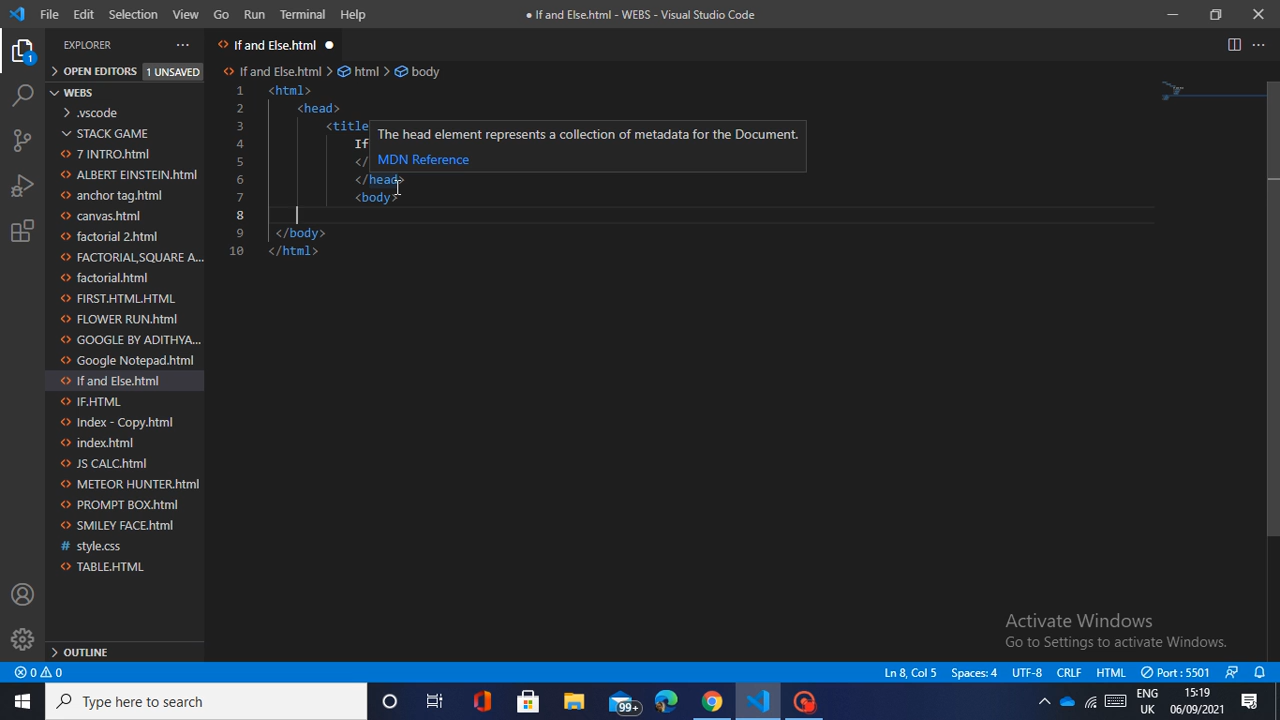 File Edit Selection View Go Run Terminal Help
● If and Else.html - WEBS - Visual Studio Code
EXPLORER ···
If and Else.html ●
1
OPEN EDITORS 1 UNSAVED
If and Else.html > html > body
WEBS
.vscode
STACK GAME
7 INTRO.html
ALBERT EINSTEIN.html
anchor tag.html
canvas.html
factorial 2.html
FACTORIAL,SQUARE A...
factorial.html
FIRST.HTML.HTML
FLOWER RUN.html
GOOGLE BY ADITHYA...
Google Notepad.html
If and Else.html
IF.HTML
Index - Copy.html
index.html
JS CALC.html
METEOR HUNTER.html
PROMPT BOX.html
SMILEY FACE.html
# style.css
TABLE.HTML
OUTLINE
1 <html>
2 <head>
3 <title
4 If
5 </
6 </head>
7 <body>
8
9 </body>
10 </html>
The head element represents a collection of metadata for the Document.
MDN Reference
Activate Windows
Go to Settings to activate Windows.
0 0
Ln 8, Col 5 Spaces: 4 UTF-8 CRLF HTML Port : 5501
Type here to search
99+
ENG
UK
15:19
06/09/2021